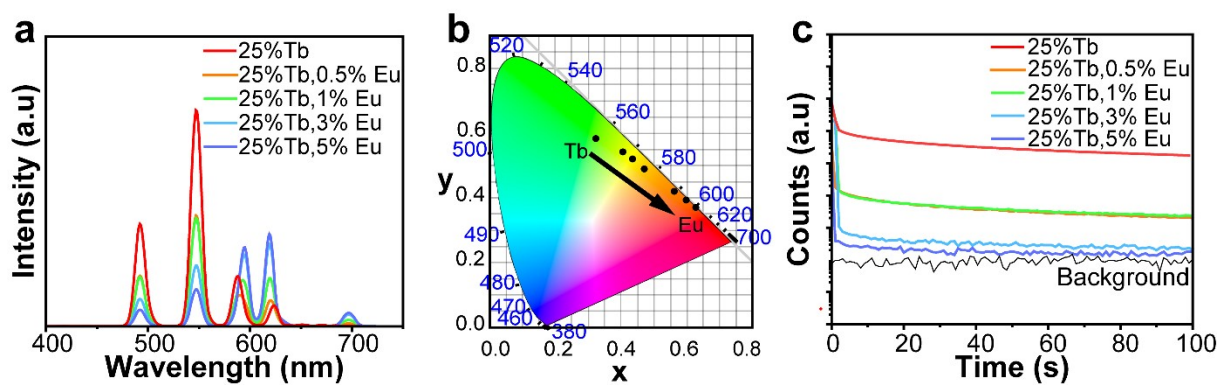 a
25%Tb
25%Tb,0.5% Eu
25%Tb,1% Eu
25%Tb,3% Eu
25%Tb,5% Eu
Intensity (a.u)
400 500 600 700
Wavelength (nm)
b
0.8
0.6
0.4
0.2
0.0
y
520
540
560
580
600
620
700
500
490
480
470
460
380
Tb
Eu
0.0 0.2 0.4 0.6 0.8
x
c
25%Tb
25%Tb,0.5% Eu
25%Tb,1% Eu
25%Tb,3% Eu
25%Tb,5% Eu
Counts (a.u)
Background
0 20 40 60 80 100
Time (s)